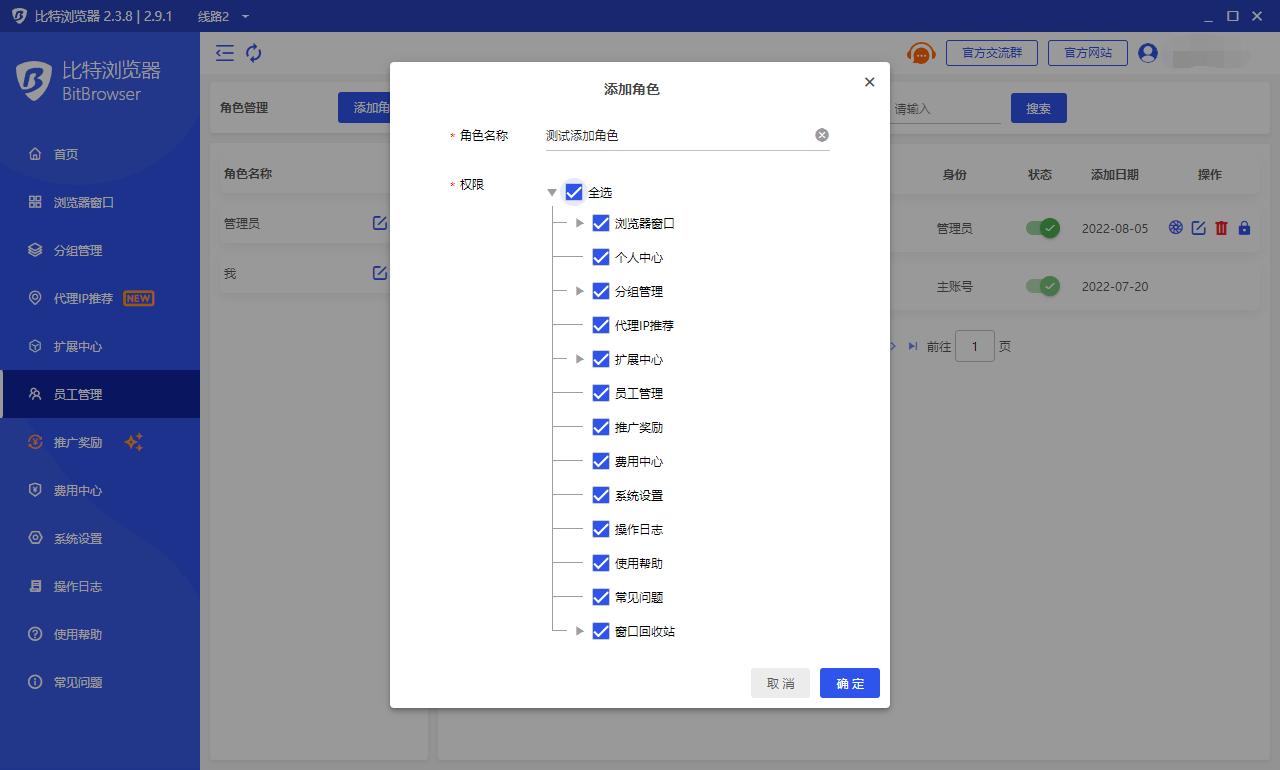 比特浏览器 2.3.8 | 2.9.1 线路2
比特浏览器
BitBrowser
首页
浏览器窗口
分组管理
代理IP推荐 NEW
扩展中心
员工管理
推广奖励
费用中心
系统设置
操作日志
使用帮助
常见问题
官方交流群 官方网站
角色管理 添加角
请输入 搜索
角色名称
管理员
我
身份 状态 添加日期 操作
管理员 2022-08-05
主账号 2022-07-20
前往 1 页
添加角色
* 角色名称 测试添加角色
* 权限
全选
浏览器窗口
个人中心
分组管理
代理IP推荐
扩展中心
员工管理
推广奖励
费用中心
系统设置
操作日志
使用帮助
常见问题
窗口回收站
取消 确定